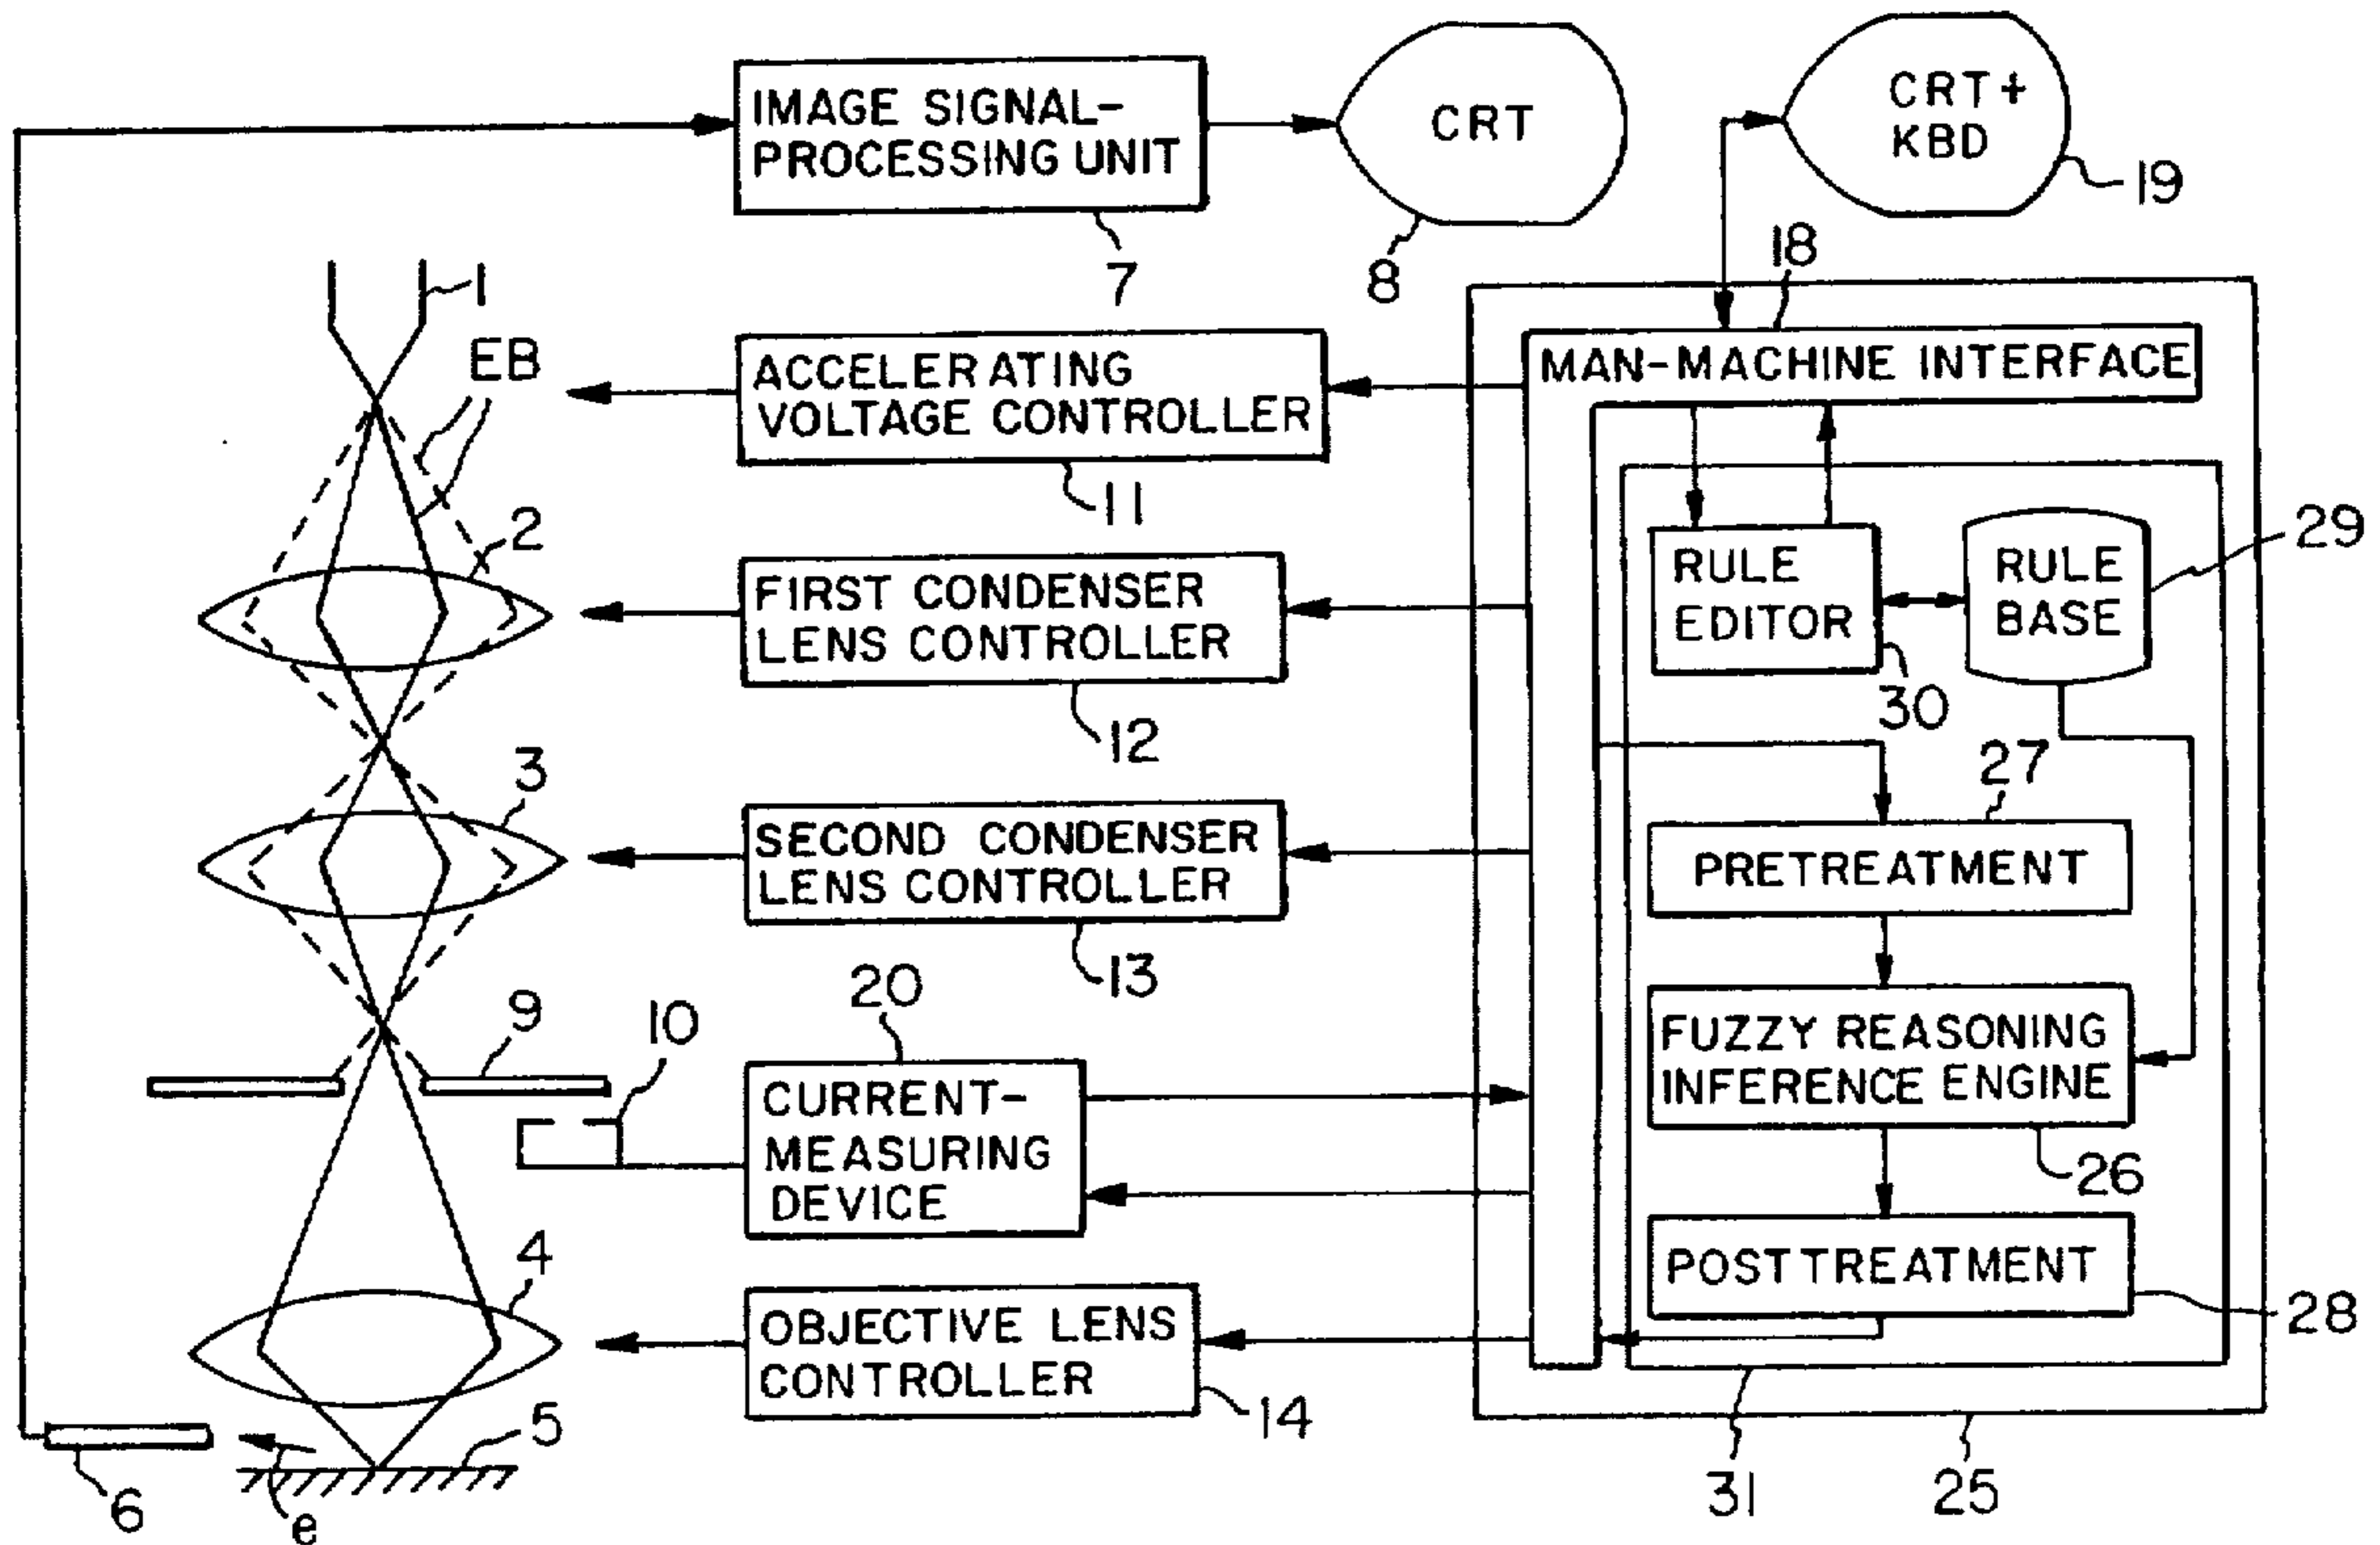 IMAGE SIGNAL-
PROCESSING UNIT
7
CRT
8
CRT+
KBD
19
18
1
EB
ACCELERATING
VOLTAGE CONTROLLER
11
MAN-MACHINE INTERFACE
2
FIRST CONDENSER
LENS CONTROLLER
12
RULE
EDITOR
30
RULE
BASE
29
3
SECOND CONDENSER
LENS CONTROLLER
13
27
PRETREATMENT
9
10
20
CURRENT-
MEASURING
DEVICE
FUZZY REASONING
INFERENCE ENGINE
26
4
OBJECTIVE LENS
CONTROLLER
14
POST TREATMENT
28
5
6
e
31
25